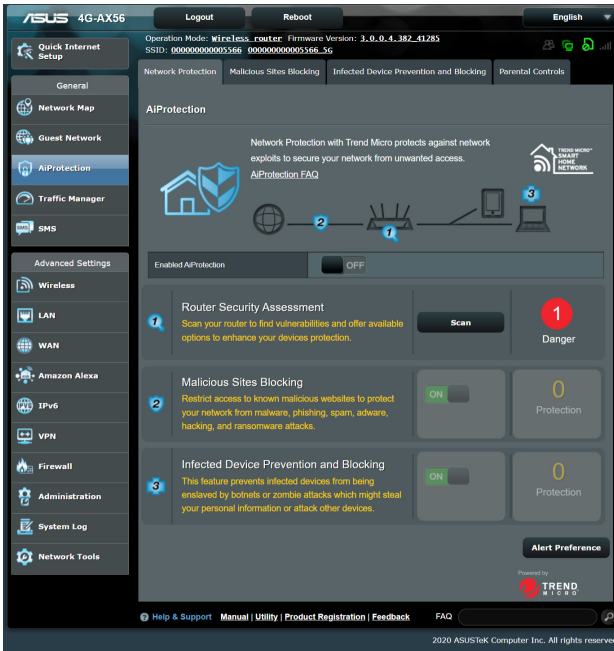 ASUS 4G-AX56 Logout Reboot English
Operation Mode: Wireless router Firmware Version: 3.0.0.4.382_41285
SSID: 000000000005566 000000000005566_5G
Quick Internet
Setup
General
Network Map
Guest Network
AiProtection
Traffic Manager
SMS
Advanced Settings
Wireless
LAN
WAN
Amazon Alexa
IPv6
VPN
Firewall
Administration
System Log
Network Tools
Network Protection Malicious Sites Blocking Infected Device Prevention and Blocking Parental Controls
AiProtection
Network Protection with Trend Micro protects against network
exploits to secure your network from unwanted access.
AiProtection FAQ
TREND MICRO™
SMART
HOME
NETWORK
1
2
3
Enabled AiProtection OFF
1
Router Security Assessment
Scan your router to find vulnerabilities and offer available
options to enhance your devices protection.
Scan
1
Danger
2
Malicious Sites Blocking
Restrict access to known malicious websites to protect
your network from malware, phishing, spam, adware,
hacking, and ransomware attacks.
ON
0
Protection
3
Infected Device Prevention and Blocking
This feature prevents infected devices from being
enslaved by botnets or zombie attacks which might steal
your personal information or attack other devices.
ON
0
Protection
Alert Preference
Powered by
TREND
MICRO
Help & Support Manual | Utility | Product Registration | Feedback FAQ
2020 ASUSTeK Computer Inc. All rights reserve